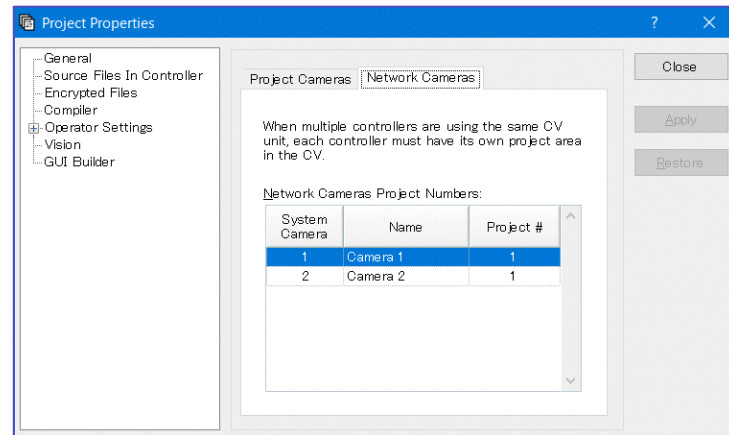 Project Properties
?
General
Source Files In Controller
Encrypted Files
Compiler
Operator Settings
Vision
GUI Builder
Project Cameras
Network Cameras
When multiple controllers are using the same CV
unit, each controller must have its own project area
in the CV.
Network Cameras Project Numbers:
System
Camera
Name
Project #
1 Camera 1 1
2 Camera 2 1
Close
Apply
Restore